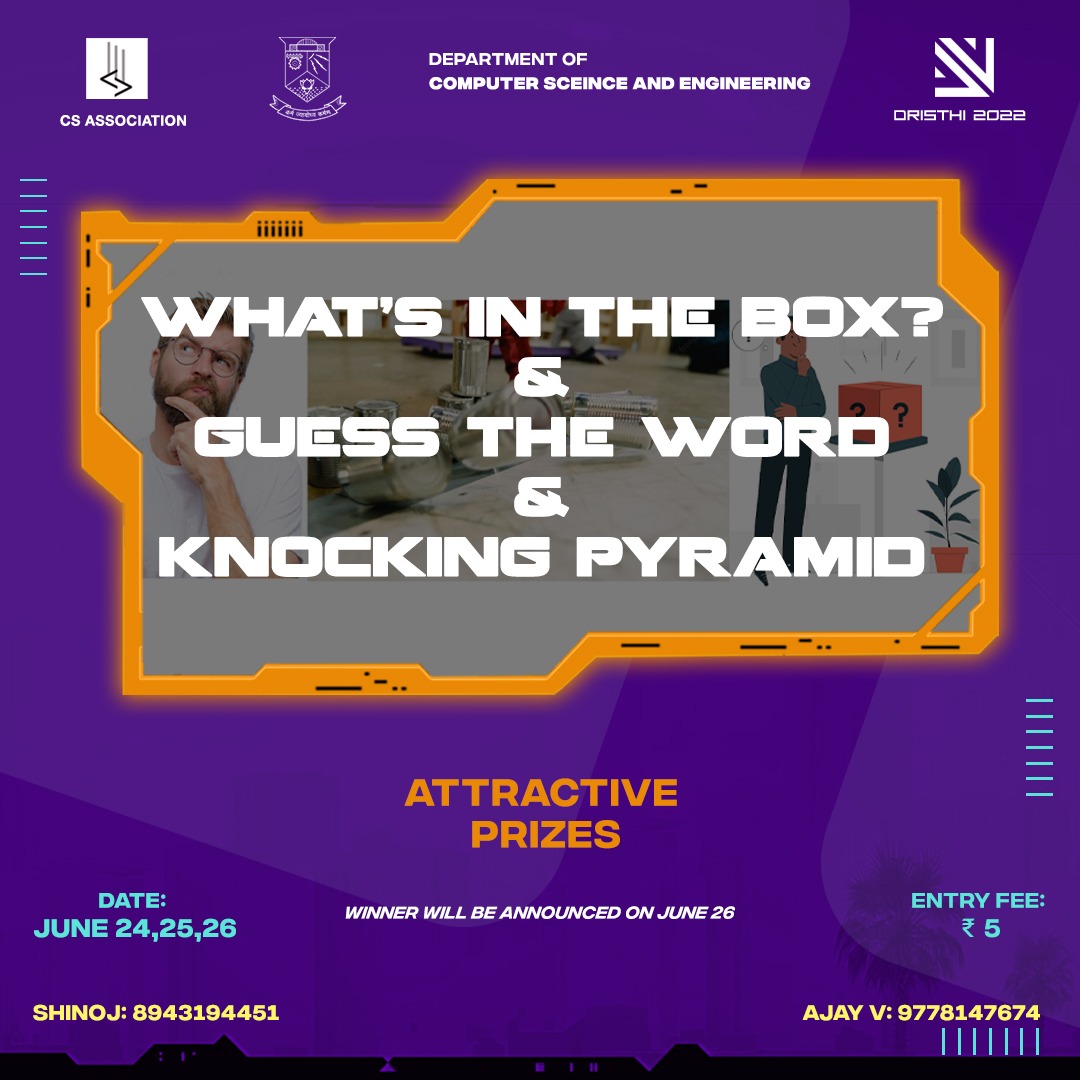 CS ASSOCIATION
DEPARTMENT OF
COMPUTER SCEINCE AND ENGINEERING
DRISTHI 2022
WHAT'S IN THE BOX?
&
GUESS THE WORD
&
KNOCKING PYRAMID
? ?
ATTRACTIVE
PRIZES
DATE:
JUNE 24,25,26
WINNER WILL BE ANNOUNCED ON JUNE 26
ENTRY FEE:
₹ 5
SHINOJ: 8943194451
AJAY V: 9778147674